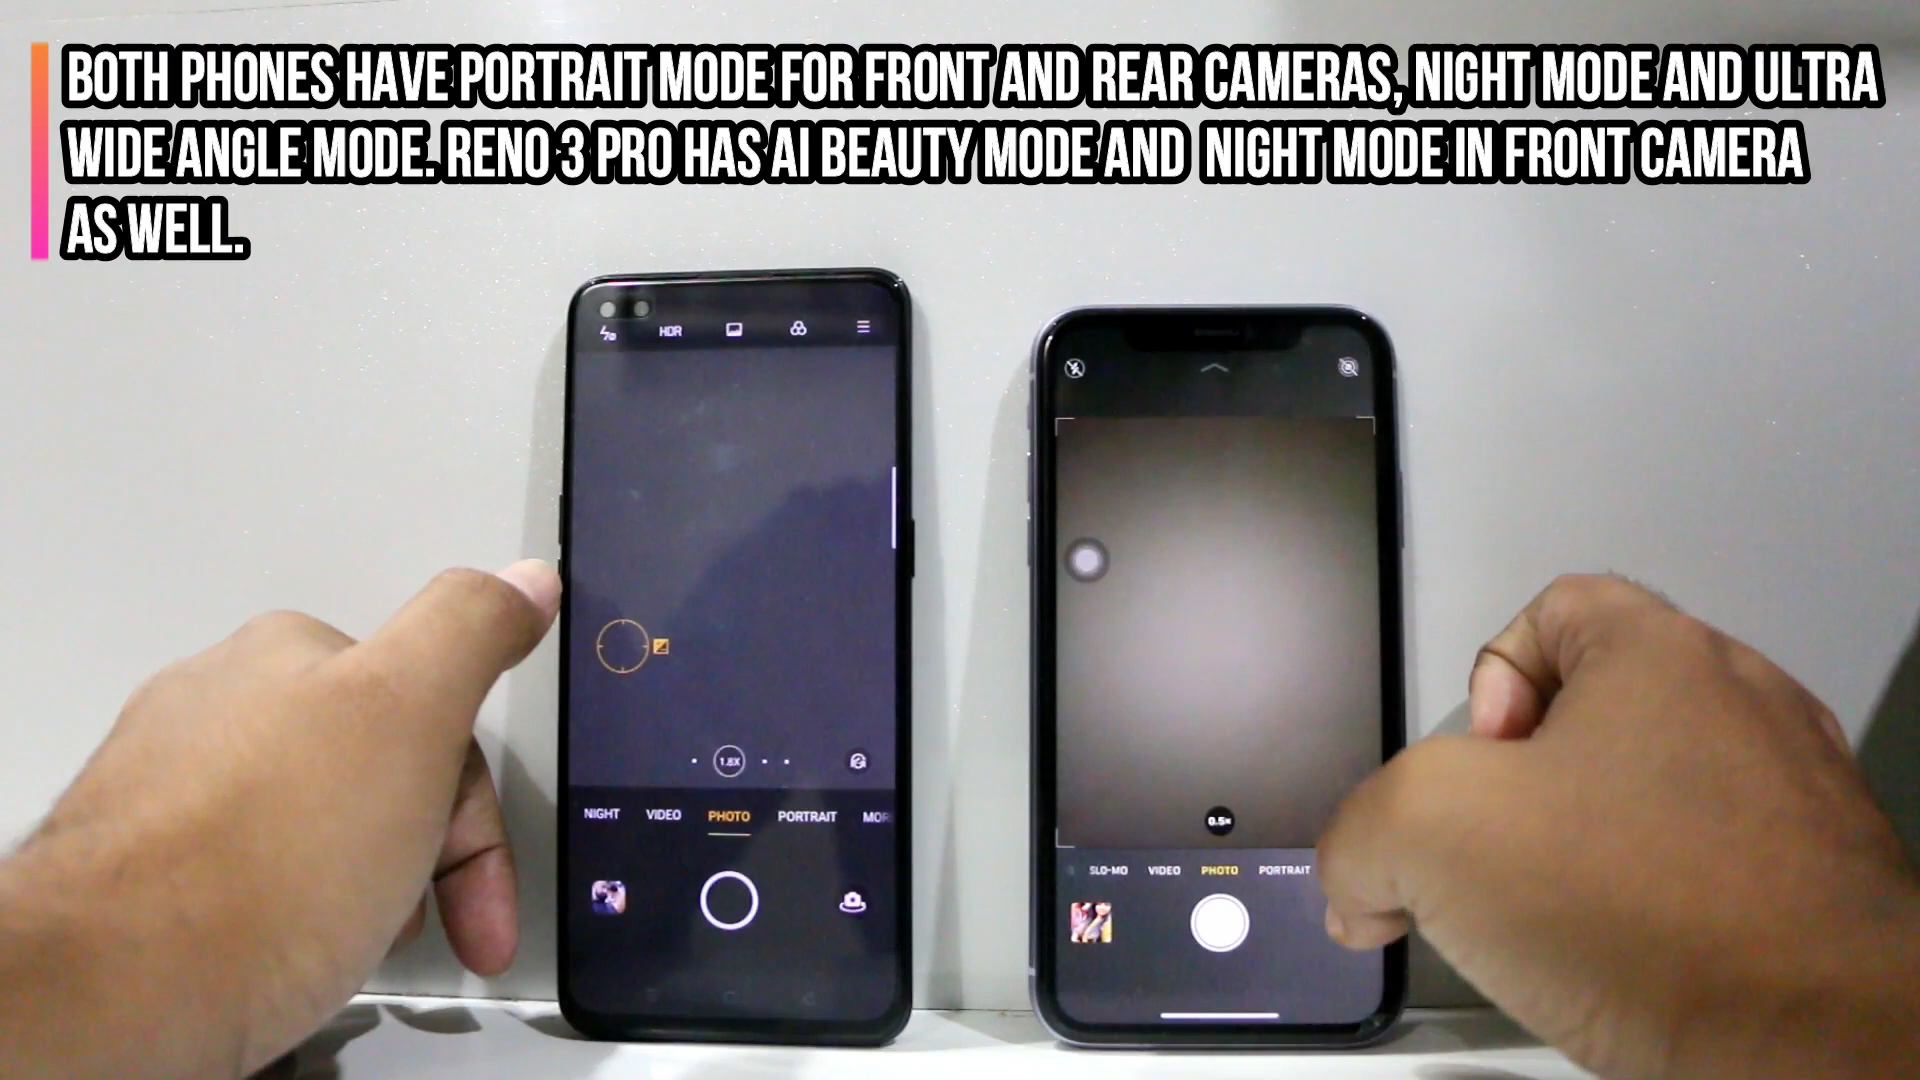 BOTH PHONES HAVE PORTRAIT MODE FOR FRONT AND REAR CAMERAS, NIGHT MODE AND ULTRA
WIDE ANGLE MODE. RENO 3 PRO HAS AI BEAUTY MODE AND NIGHT MODE IN FRONT CAMERA
AS WELL.
HDR
1.8X
NIGHT VIDEO PHOTO PORTRAIT MOR
0.5×
SLO-MO VIDEO PHOTO PORTRAIT